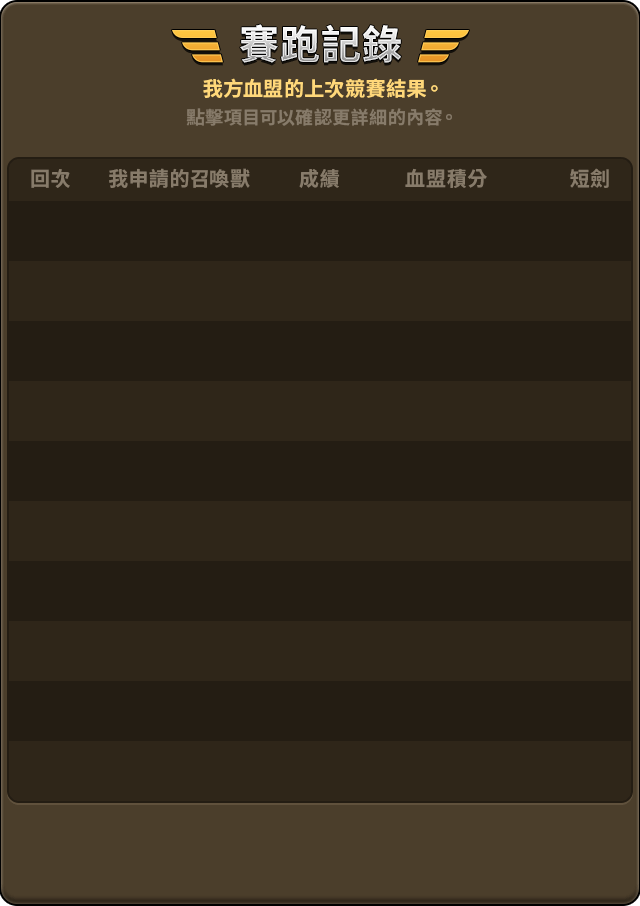 賽跑記錄
我方血盟的上次競賽結果。
點擊項目可以確認更詳細的內容。
回次 我申請的召喚獸 成績 血盟積分 短劍